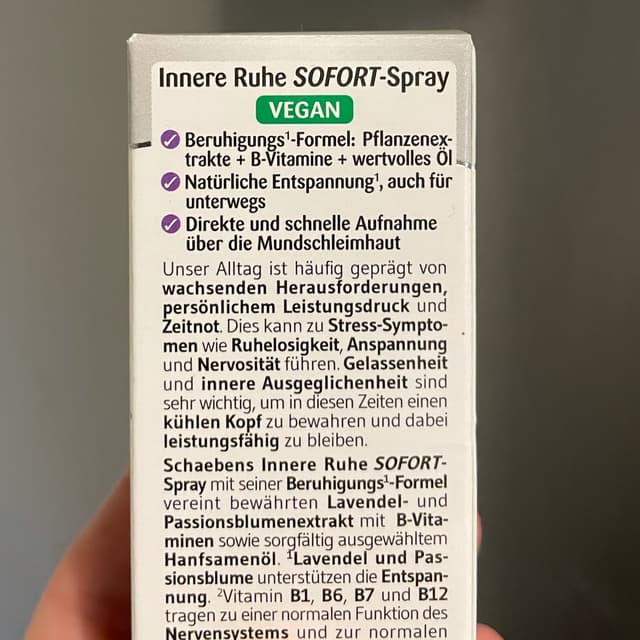 Innere Ruhe SOFORT-Spray
VEGAN
Beruhigungs¹-Formel: Pflanzenex-
trakte + B-Vitamine + wertvolles Öl
Natürliche Entspannung¹, auch für
unterwegs
Direkte und schnelle Aufnahme
über die Mundschleimhaut
Unser Alltag ist häufig geprägt von
wachsenden Herausforderungen,
persönlichem Leistungsdruck und
Zeitnot. Dies kann zu Stress-Sympto-
men wie Ruhelosigkeit, Anspannung
und Nervosität führen. Gelassenheit
und innere Ausgeglichenheit sind
sehr wichtig, um in diesen Zeiten einen
kühlen Kopf zu bewahren und dabei
leistungsfähig zu bleiben.
Schaebens Innere Ruhe SOFORT-
Spray mit seiner Beruhigungs¹-Formel
vereint bewährten Lavendel- und
Passionsblumenextrakt mit B-Vita-
minen sowie sorgfältig ausgewähltem
Hanfsamenöl. ¹Lavendel und Pas-
sionsblume unterstützen die Entspan-
nung. ²Vitamin B1, B6, B7 und B12
tragen zu einer normalen Funktion des
Nervensystems und zur normalen